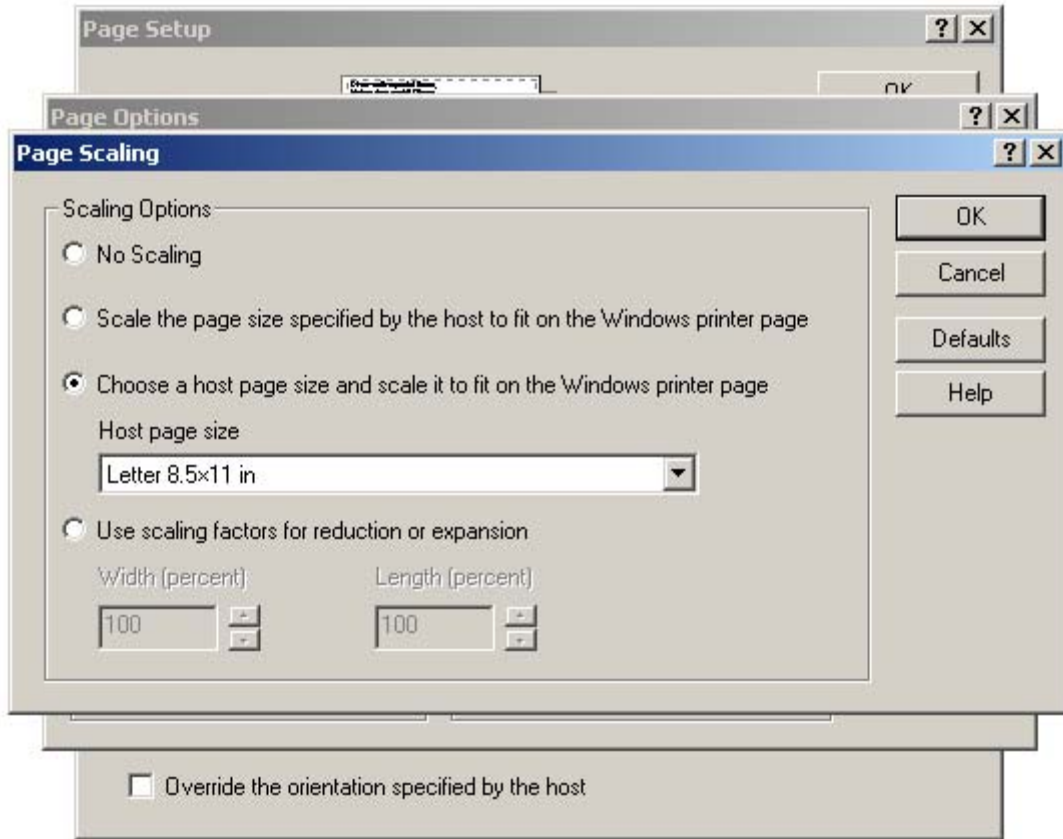 Page Setup
OK
Page Options
Page Scaling
Scaling Options
OK
No Scaling
Cancel
Scale the page size specified by the host to fit on the Windows printer page
Defaults
Choose a host page size and scale it to fit on the Windows printer page
Help
Host page size
Letter 8.5×11 in
Use scaling factors for reduction or expansion
Width (percent)
Length (percent)
100
100
Override the orientation specified by the host